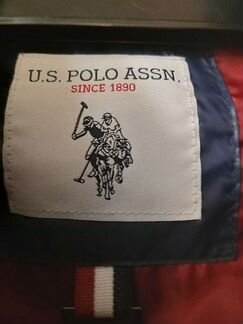 U.S. POLO ASSN.
SINCE 1890